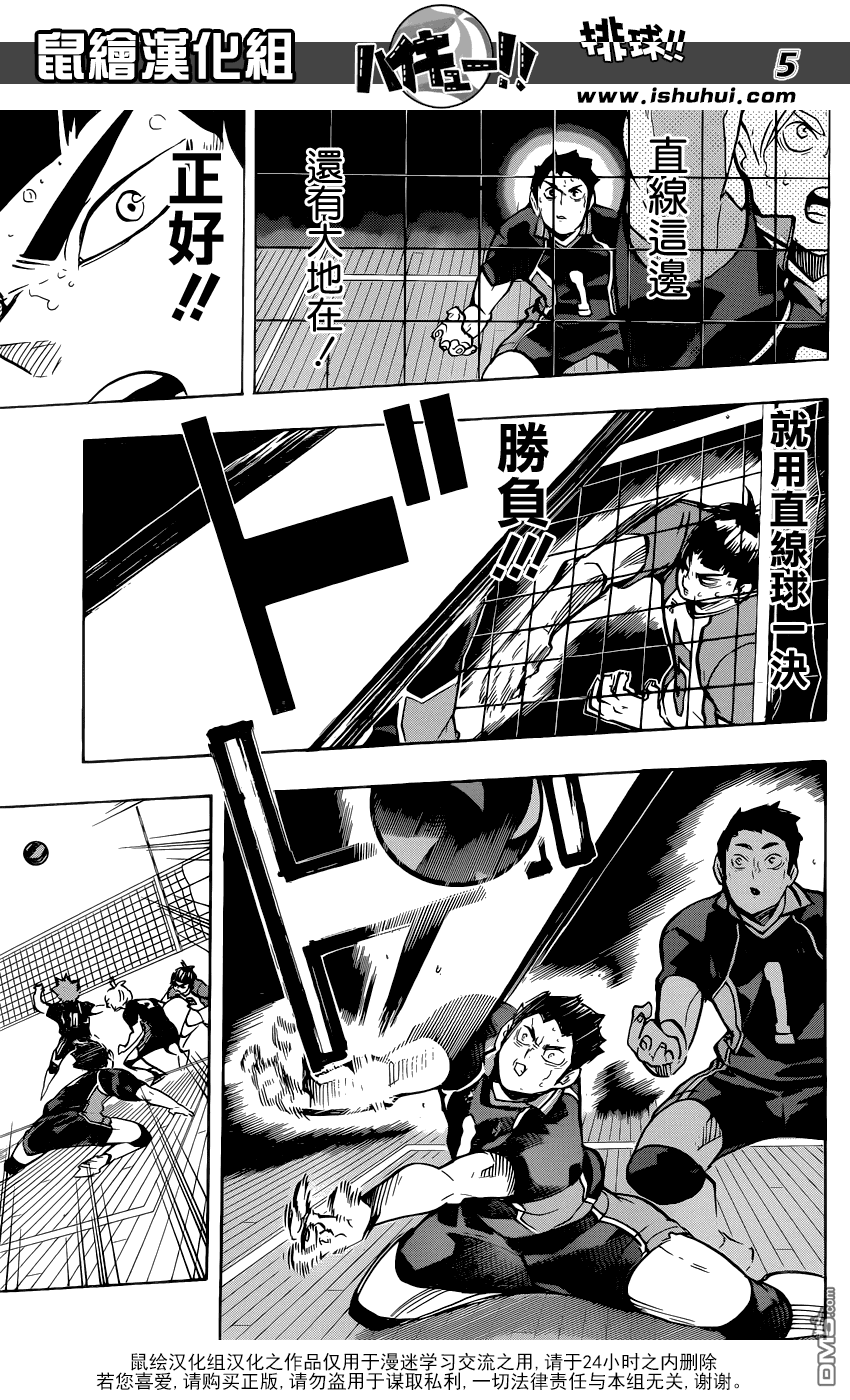 鼠繪漢化組
ハイキュー!!
排球!!
5
www.ishuhui.com
直線這邊
還有大地在!
正好!!
就用直線球一決
勝負!!!
ド
ド
鼠绘汉化组汉化之作品仅用于漫迷学习交流之用, 请于24小时之内删除
若您喜爱, 请购买正版, 请勿盗用于谋取私利, 一切法律责任与本组无关, 谢谢。
DM5.com